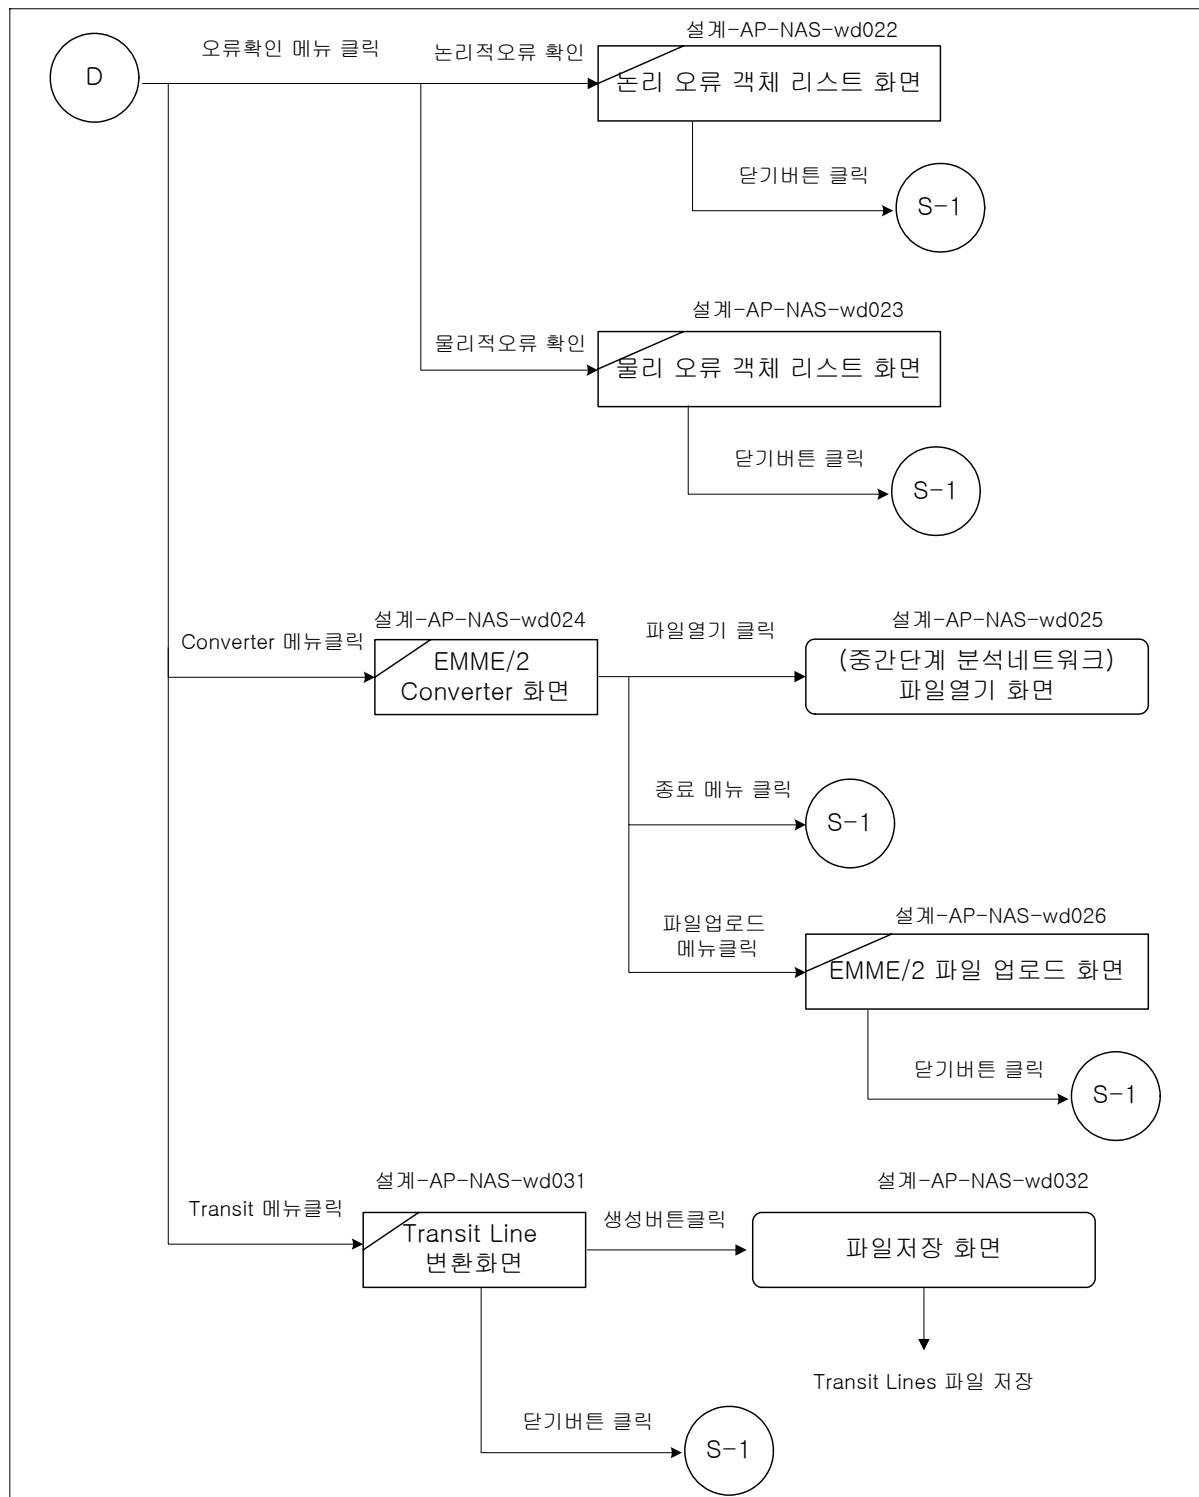 설계-AP-NAS-wd022
D
오류확인 메뉴 클릭
논리적오류 확인
논리 오류 객체 리스트 화면
닫기버튼 클릭
S-1
설계-AP-NAS-wd023
물리적오류 확인
물리 오류 객체 리스트 화면
닫기버튼 클릭
S-1
설계-AP-NAS-wd024
Converter 메뉴클릭
EMME/2
Converter 화면
파일열기 클릭
설계-AP-NAS-wd025
(중간단계 분석네트워크)
파일열기 화면
종료 메뉴 클릭
S-1
설계-AP-NAS-wd026
파일업로드
메뉴클릭
EMME/2 파일 업로드 화면
닫기버튼 클릭
S-1
설계-AP-NAS-wd031
Transit 메뉴클릭
Transit Line
변환화면
생성버튼클릭
설계-AP-NAS-wd032
파일저장 화면
Transit Lines 파일 저장
닫기버튼 클릭
S-1